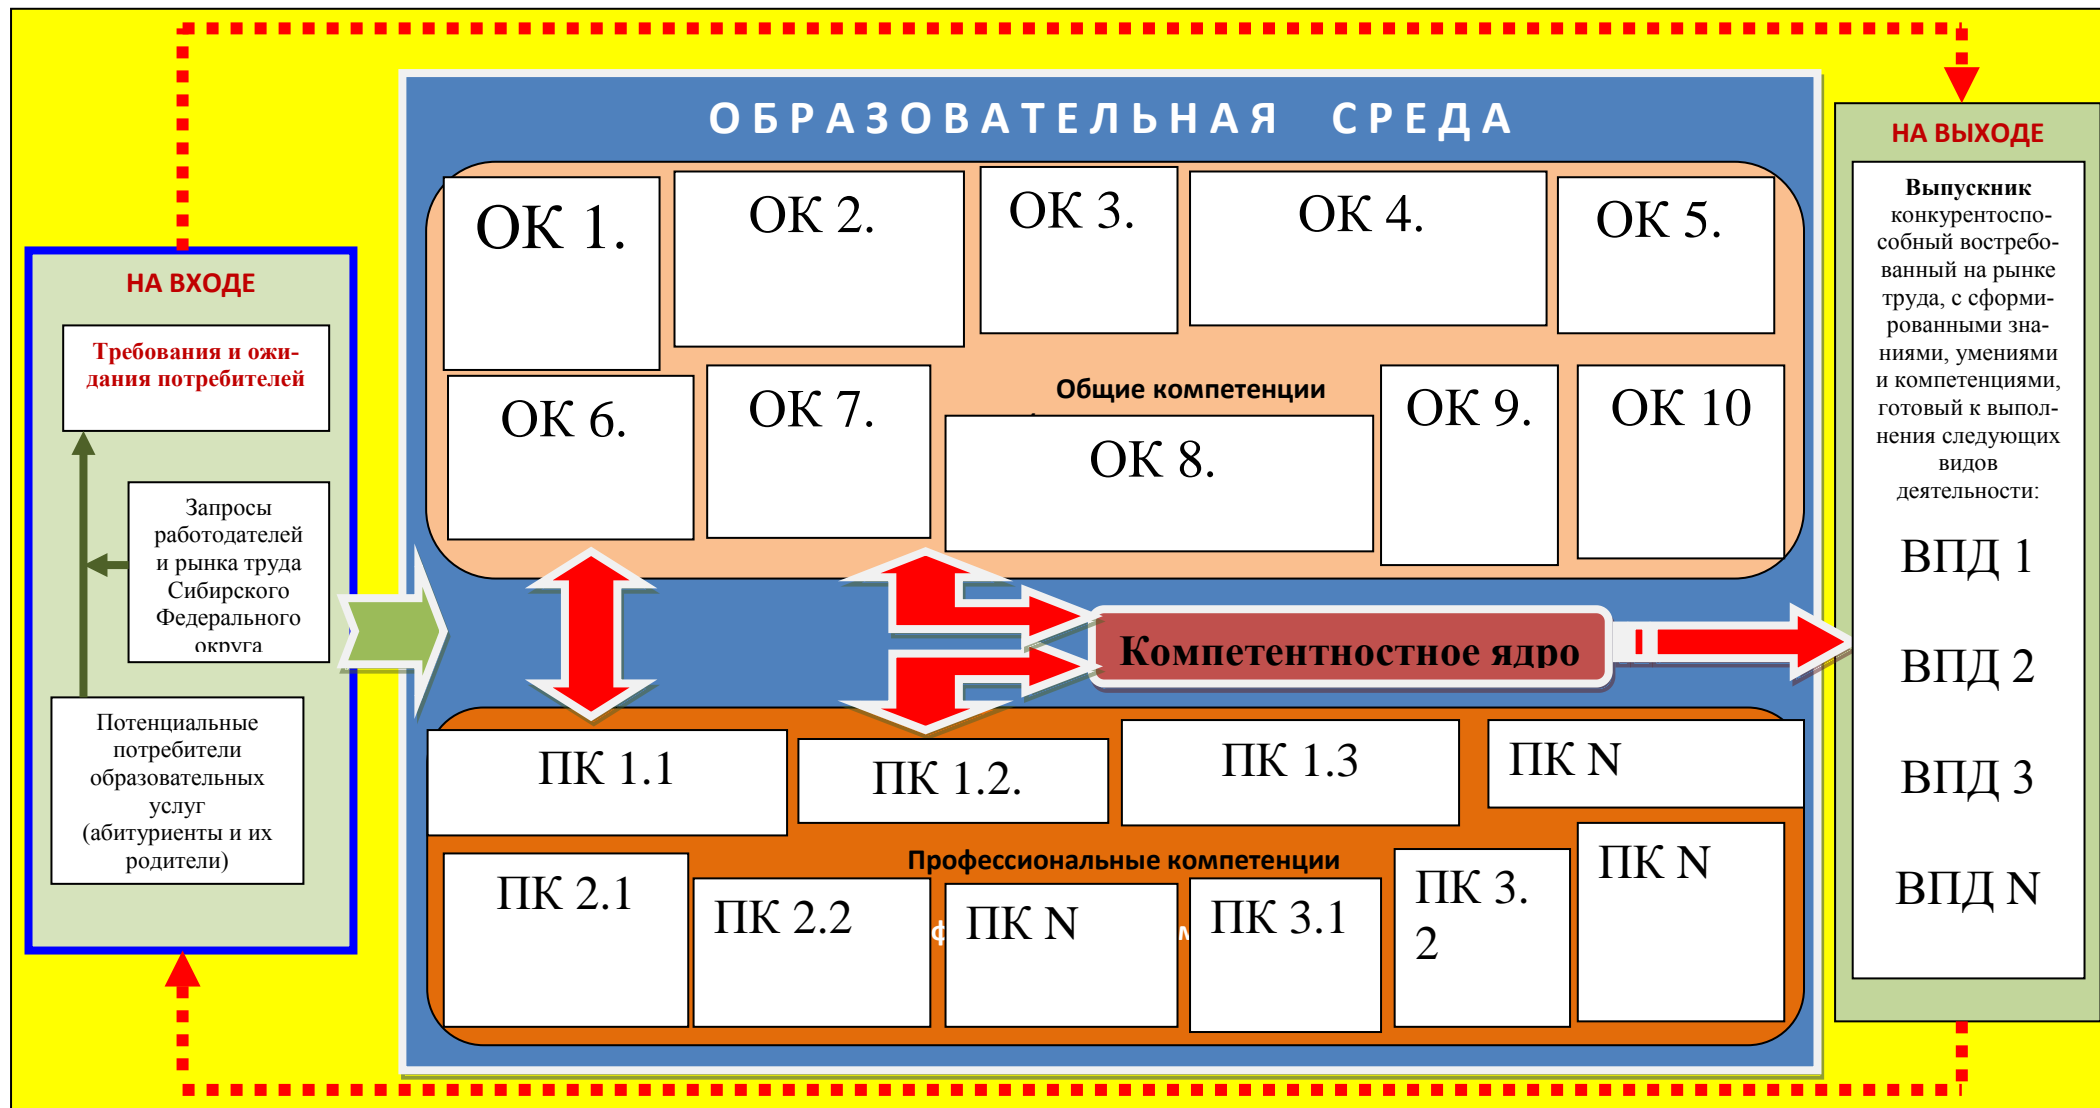 ОБРАЗОВАТЕЛЬНАЯ СРЕДА
НА ВХОДЕ
Требования и ожи-
дания потребителей
Запросы
работодателей
и рынка труда
Сибирского
Федерального
округа
Потенциальные
потребители
образовательных
услуг
(абитуриенты и их
родители)
ОК 1.
ОК 2.
ОК 3.
ОК 4.
ОК 5.
Общие компетенции
ОК 6.
ОК 7.
ОК 8.
ОК 9.
ОК 10
Компетентностное ядро
ПК 1.1
ПК 1.2.
ПК 1.3
ПК N
Профессиональные компетенции
ПК 2.1
ПК 2.2
ПК N
ПК 3.1
ПК 3.
2
ПК N
НА ВЫХОДЕ
Выпускник
конкурентоспо-
собный востребо-
ванный на рынке
труда, с сформи-
рованными зна-
ниями, умениями
и компетенциями,
готовый к выпол-
нения следующих
видов
деятельности:
ВПД 1
ВПД 2
ВПД 3
ВПД N